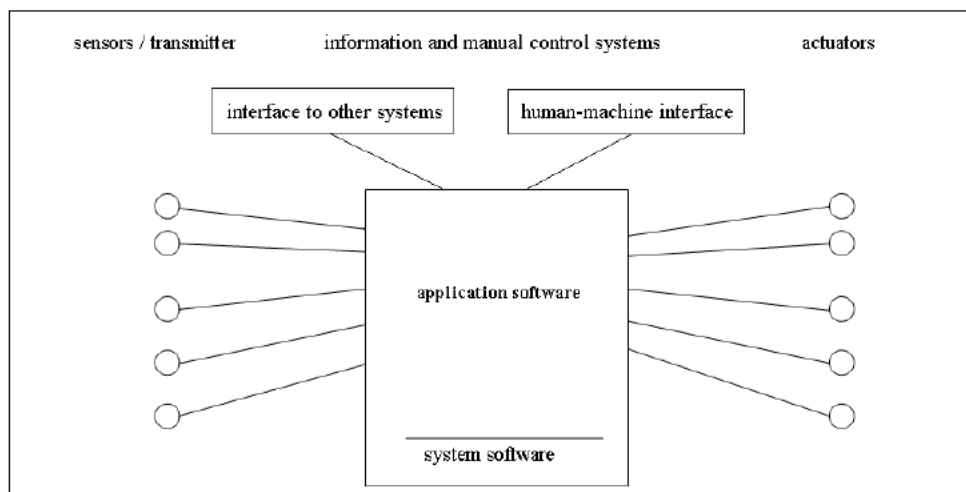 sensors / transmitter
information and manual control systems
actuators
interface to other systems
human-machine interface
application software
system software